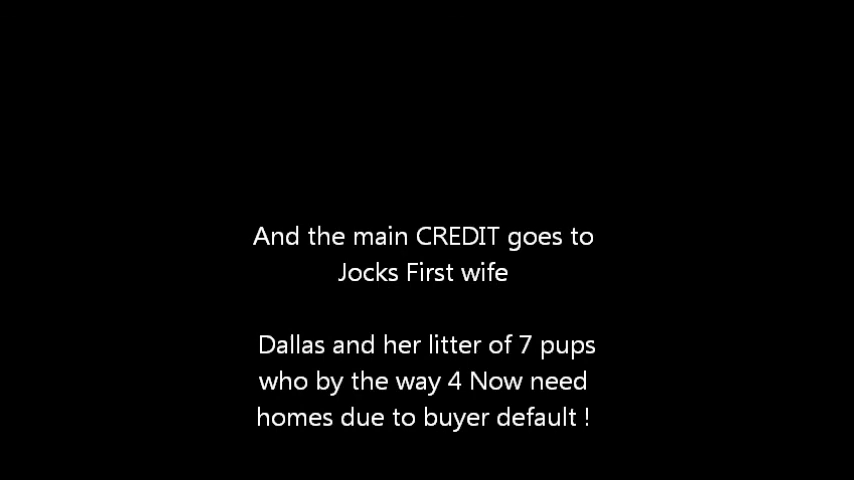 And the main CREDIT goes to
Jocks First wife
Dallas and her litter of 7 pups
who by the way 4 Now need
homes due to buyer default !